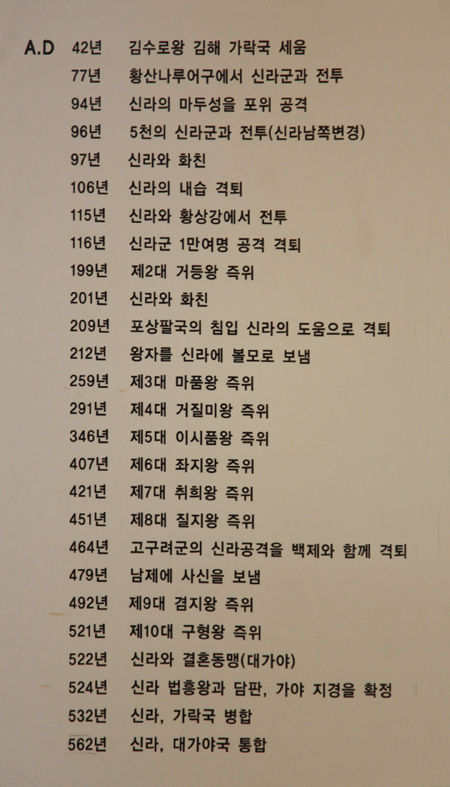 A.D 42년 김수로왕 김해 가락국 세움
77년 황산나루어구에서 신라군과 전투
94년 신라의 마두성을 포위 공격
96년 5천의 신라군과 전투(신라남쪽변경)
97년 신라와 화친
106년 신라의 내습 격퇴
115년 신라와 황상강에서 전투
116년 신라군 1만여명 공격 격퇴
199년 제2대 거등왕 즉위
201년 신라와 화친
209년 포상팔국의 침입 신라의 도움으로 격퇴
212년 왕자를 신라에 볼모로 보냄
259년 제3대 마품왕 즉위
291년 제4대 거질미왕 즉위
346년 제5대 이시품왕 즉위
407년 제6대 좌지왕 즉위
421년 제7대 취희왕 즉위
451년 제8대 질지왕 즉위
464년 고구려군의 신라공격을 백제와 함께 격퇴
479년 남제에 사신을 보냄
492년 제9대 겸지왕 즉위
521년 제10대 구형왕 즉위
522년 신라와 결혼동맹(대가야)
524년 신라 법흥왕과 담판, 가야 지경을 확정
532년 신라, 가락국 병합
562년 신라, 대가야국 통합